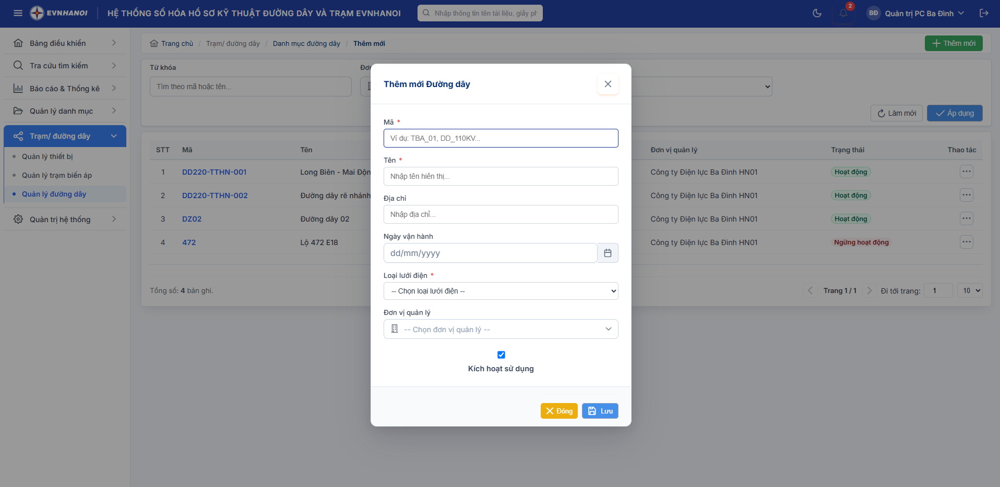 EVNHANOI
HỆ THỐNG SỐ HÓA HỒ SƠ KỸ THUẬT ĐƯỜNG DÂY VÀ TRẠM EVNHANOI
Nhập thông tin tên tài liệu, giấy ph
2
BĐ
Quản trị PC Ba Đình
Bảng điều khiển
Tra cứu tìm kiếm
Báo cáo & Thống kê
Quản lý danh mục
Trạm/ đường dây
Quản lý thiết bị
Quản lý trạm biến áp
Quản lý đường dây
Quản trị hệ thống
Trang chủ / Trạm/ đường dây / Danh mục đường dây / Thêm mới
Thêm mới
Từ khóa
Đơn
Tìm theo mã hoặc tên...
Làm mới
Áp dụng
STT Mã Tên Đơn vị quản lý Trạng thái Thao tác
1 DD220-TTHN-001 Long Biên - Mai Độn Công ty Điện lực Ba Đình HN01 Hoạt động
2 DD220-TTHN-002 Đường dây rẽ nhánh Công ty Điện lực Ba Đình HN01 Hoạt động
3 DZ02 Đường dây 02 Công ty Điện lực Ba Đình HN01 Hoạt động
4 472 Lộ 472 E18 Công ty Điện lực Ba Đình HN01 Ngừng hoạt động
Tổng số: 4 bản ghi.
Trang 1 / 1 Đi tới trang: 1 10
Thêm mới Đường dây
Mã *
Ví dụ: TBA_01, DD_110KV...
Tên *
Nhập tên hiển thị...
Địa chỉ
Nhập địa chỉ...
Ngày vận hành
dd/mm/yyyy
Loại lưới điện *
-- Chọn loại lưới điện --
Đơn vị quản lý
-- Chọn đơn vị quản lý --
Kích hoạt sử dụng
Đóng
Lưu